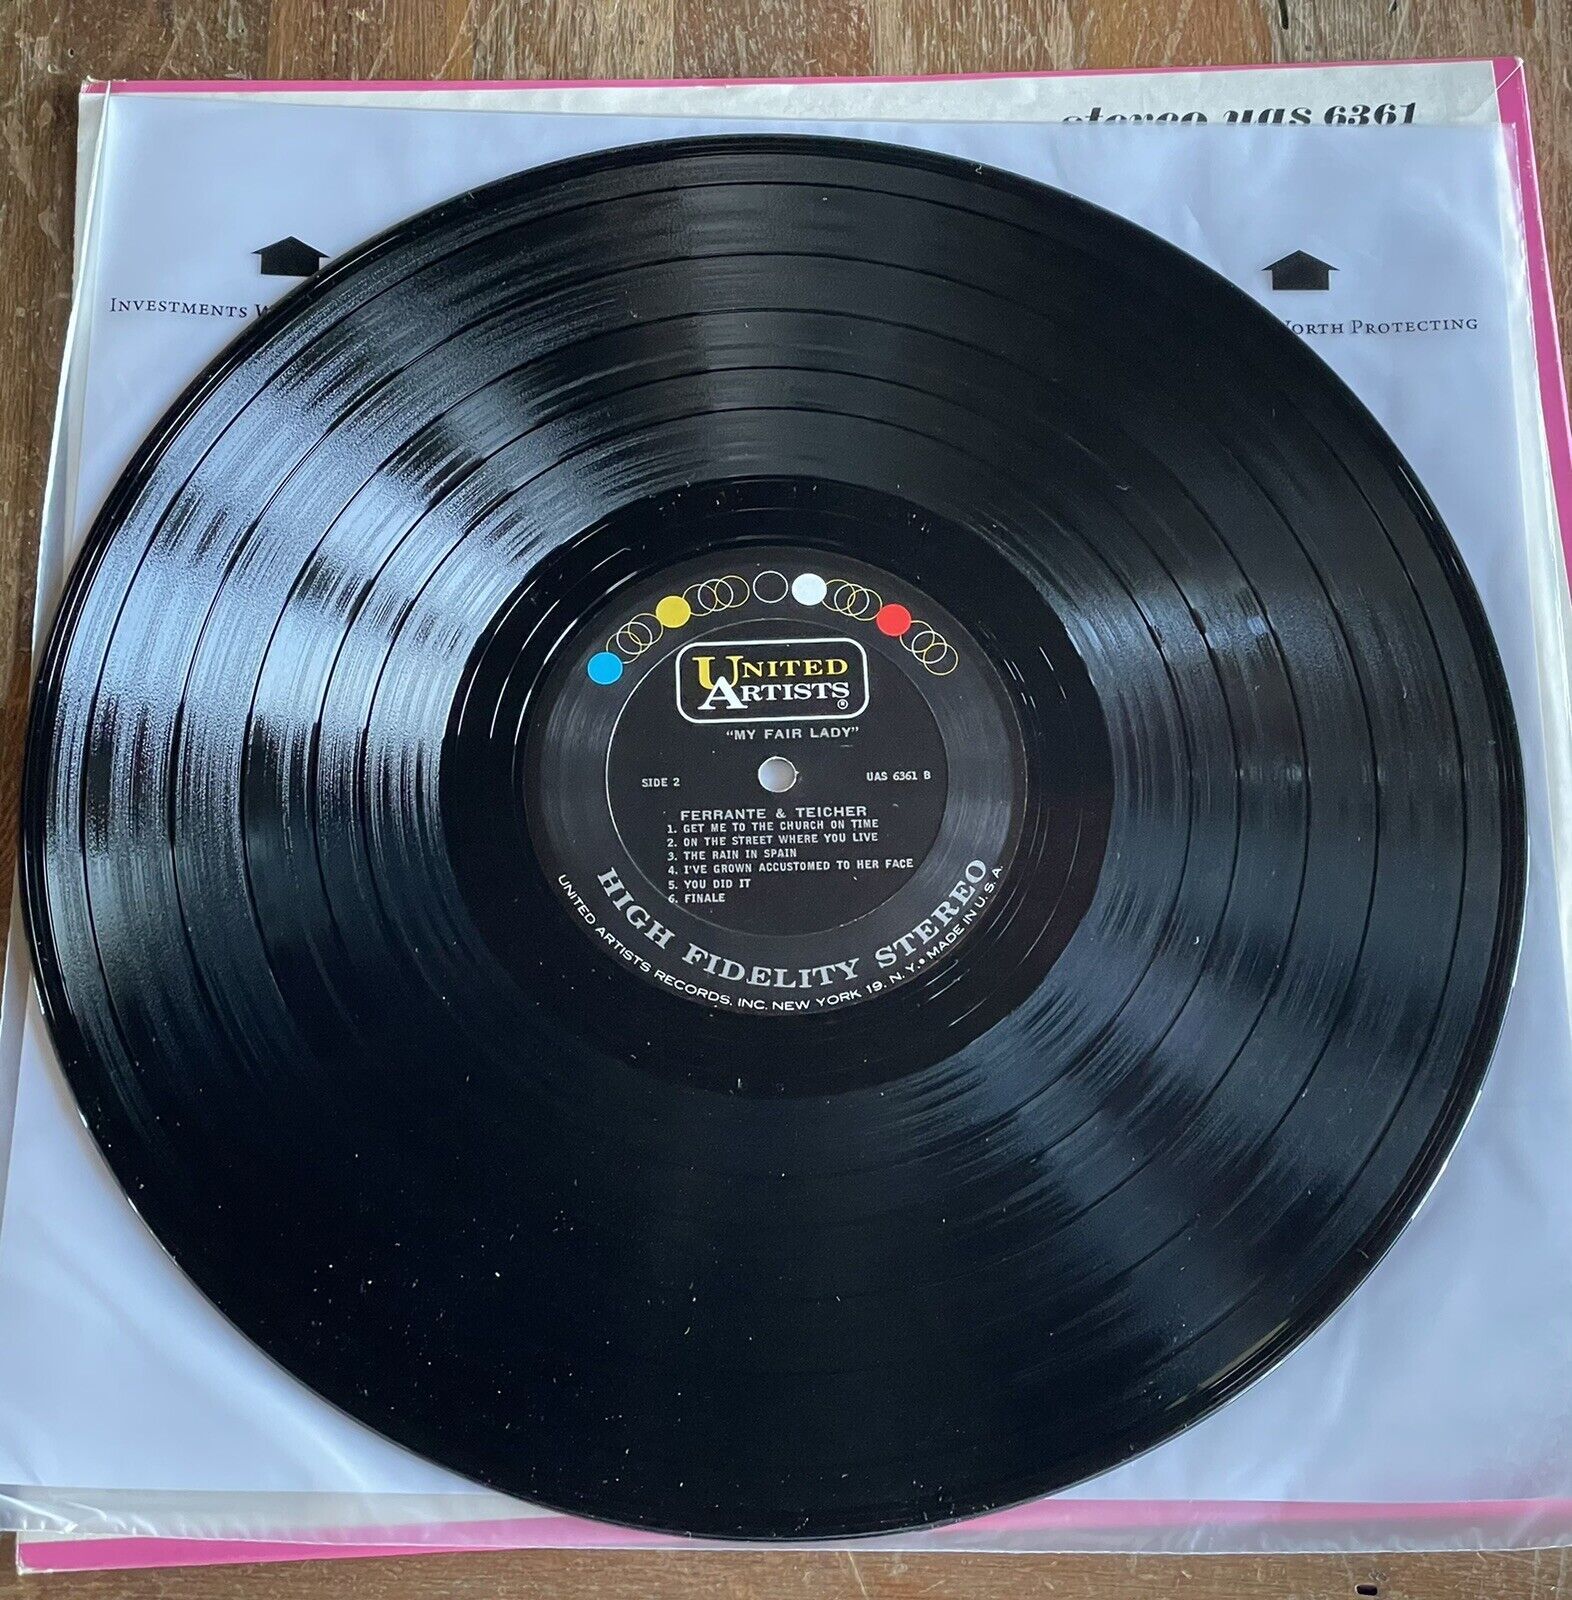 stereo uas 6361
INVESTMENTS
WORTH PROTECTING
UNITED
ARTISTS ®
"MY FAIR LADY"
SIDE 2
UAS 6361 B
FERRANTE & TEICHER
1. GET ME TO THE CHURCH ON TIME
2. ON THE STREET WHERE YOU LIVE
3. THE RAIN IN SPAIN
4. I'VE GROWN ACCUSTOMED TO HER FACE
5. YOU DID IT
6. FINALE
HIGH FIDELITY STEREO
UNITED ARTISTS RECORDS, INC. NEW YORK 19, N.Y. • MADE IN U.S.A.